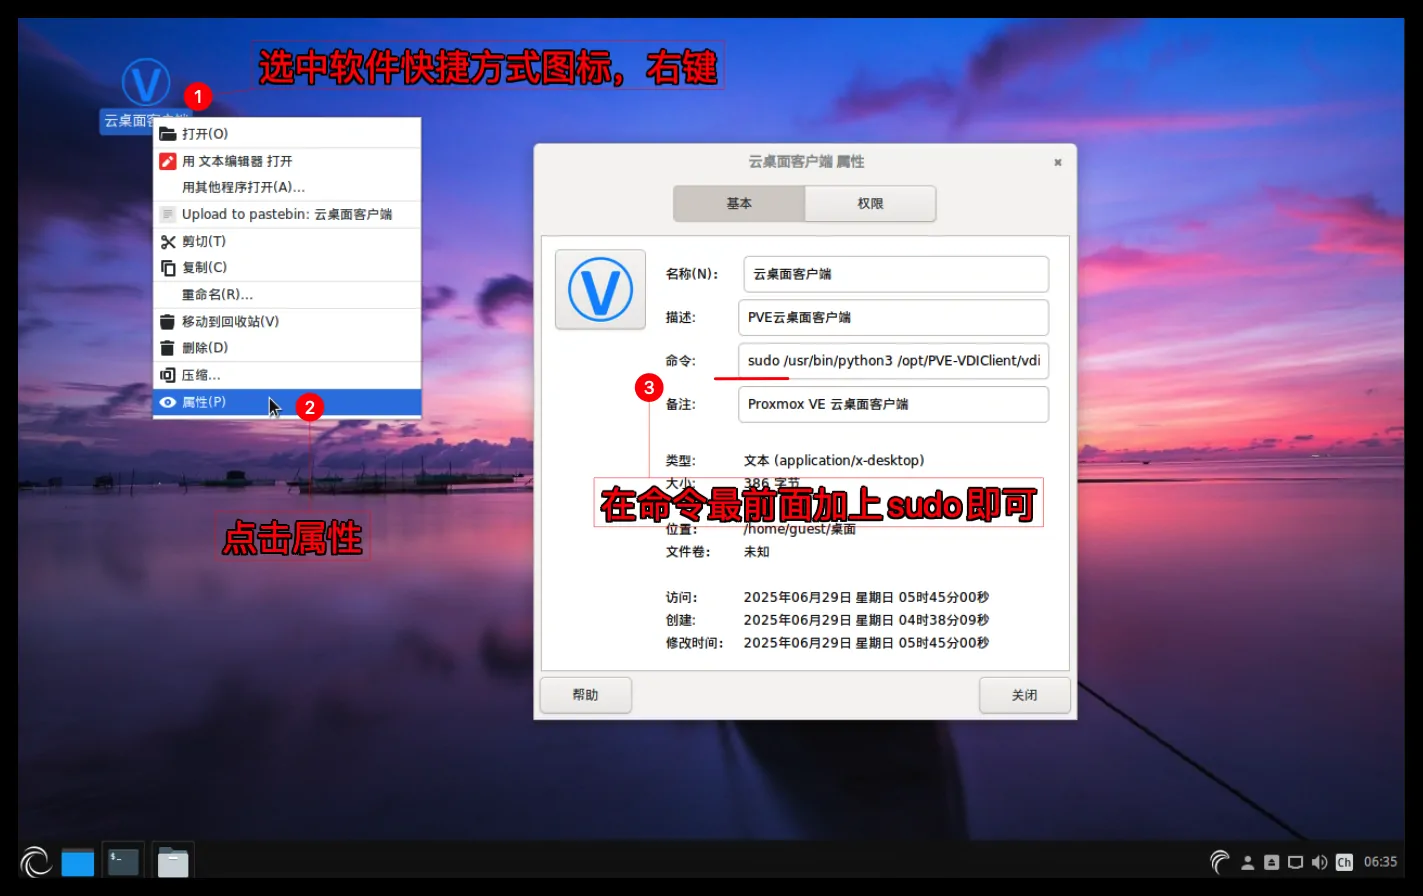 选中软件快捷方式图标，右键
1
云桌面客户端
打开(O)
用 文本编辑器 打开
用其他程序打开(A)...
Upload to pastebin: 云桌面客户端
剪切(T)
复制(C)
重命名(R)...
移动到回收站(V)
删除(D)
压缩...
属性(P)
2
点击属性
云桌面客户端 属性
基本
权限
名称(N):
云桌面客户端
描述:
PVE云桌面客户端
命令:
sudo /usr/bin/python3 /opt/PVE-VDIClient/vdi
3
备注:
Proxmox VE 云桌面客户端
类型:
文本 (application/x-desktop)
大小:
386 字节
在命令最前面加上 sudo 即可
位置:
/home/guest/桌面
文件卷:
未知
访问:
2025年06月29日 星期日 05时45分00秒
创建:
2025年06月29日 星期日 04时38分09秒
修改时间:
2025年06月29日 星期日 05时45分00秒
帮助
关闭
$_
Ch
06:35